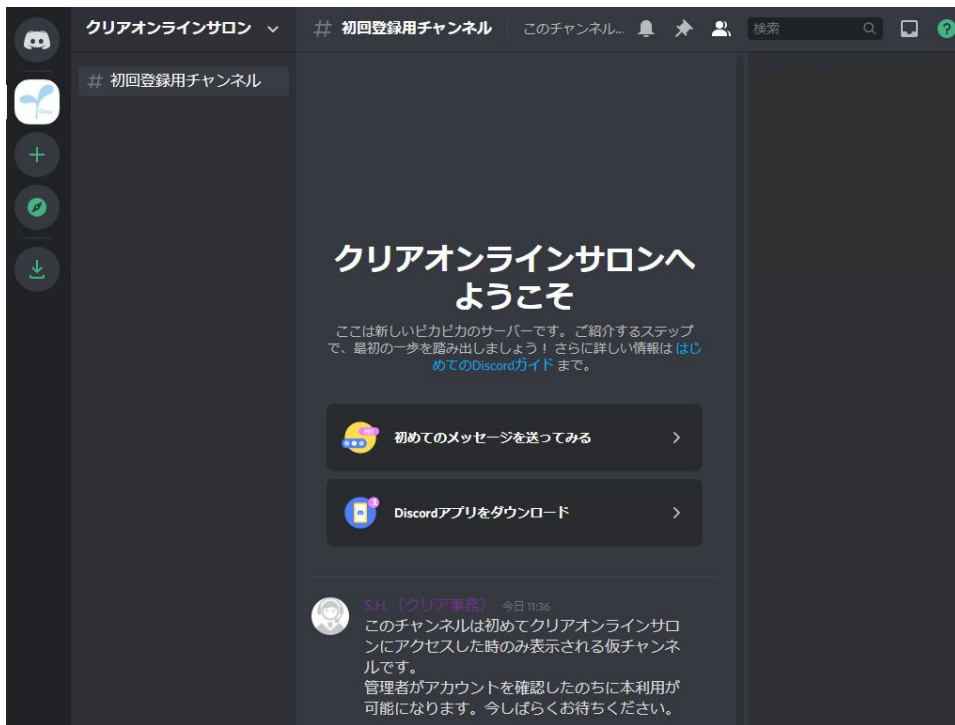 クリアオンラインサロン
# 初回登録用チャンネル
このチャンネル...
検索
# 初回登録用チャンネル
クリアオンラインサロンへ
ようこそ
ここは新しいピカピカのサーバーです。ご紹介するステップ
で、最初の一歩を踏み出しましょう！ さらに詳しい情報は はじ
めてのDiscordガイド まで。
Hi!
初めてのメッセージを送ってみる
Discordアプリをダウンロード
S.H.（クリア事務） 今日 11:36
このチャンネルは初めてクリアオンラインサロ
ンにアクセスした時のみ表示される仮チャンネ
ルです。
管理者がアカウントを確認したのちに本利用が
可能になります。今しばらくお待ちください。